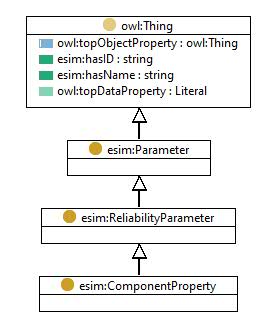 owl:Thing
owl:topObjectProperty : owl:Thing
esim:hasID : string
esim:hasName : string
owl:topDataProperty : Literal
esim:Parameter
esim:ReliabilityParameter
esim:ComponentProperty